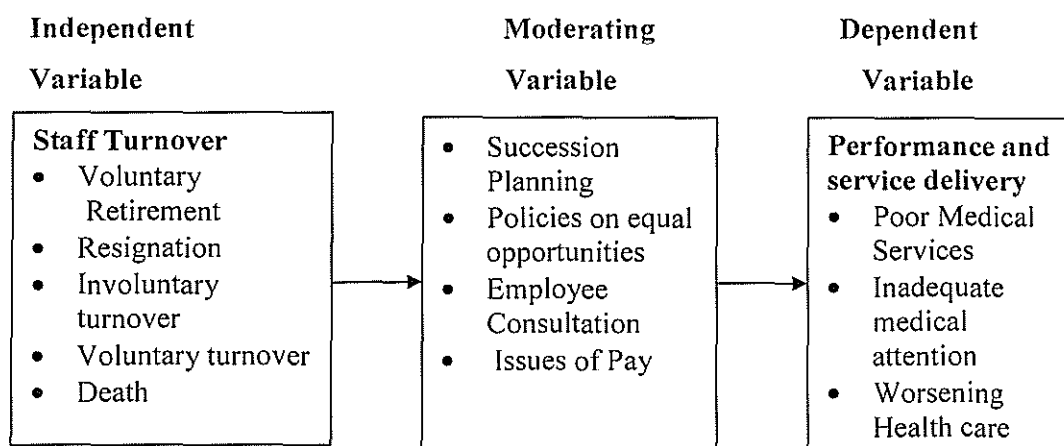 Independent
Variable
Moderating
Variable
Dependent
Variable
Staff Turnover
• Voluntary
Retirement
• Resignation
• Involuntary
turnover
• Voluntary turnover
• Death
• Succession
Planning
• Policies on equal
opportunities
• Employee
Consultation
• Issues of Pay
Performance and
service delivery
• Poor Medical
Services
• Inadequate
medical
attention
• Worsening
Health care